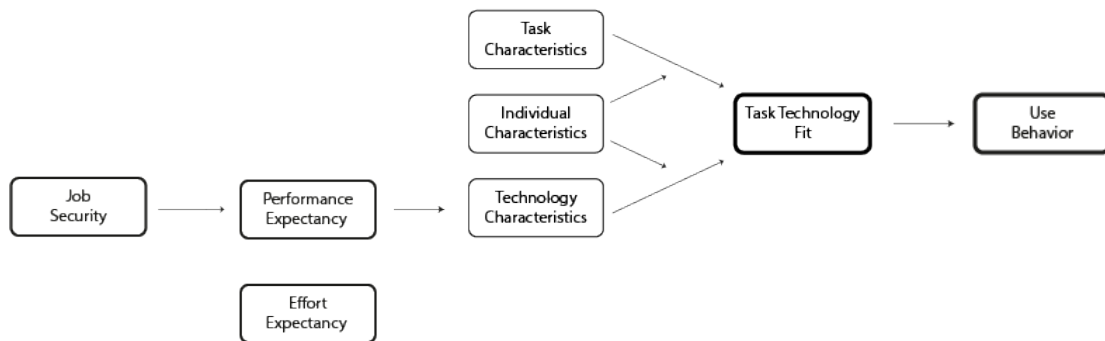 Task
Characteristics
Individual
Characteristics
Task Technology
Fit
Use
Behavior
Job
Security
Performance
Expectancy
Technology
Characteristics
Effort
Expectancy